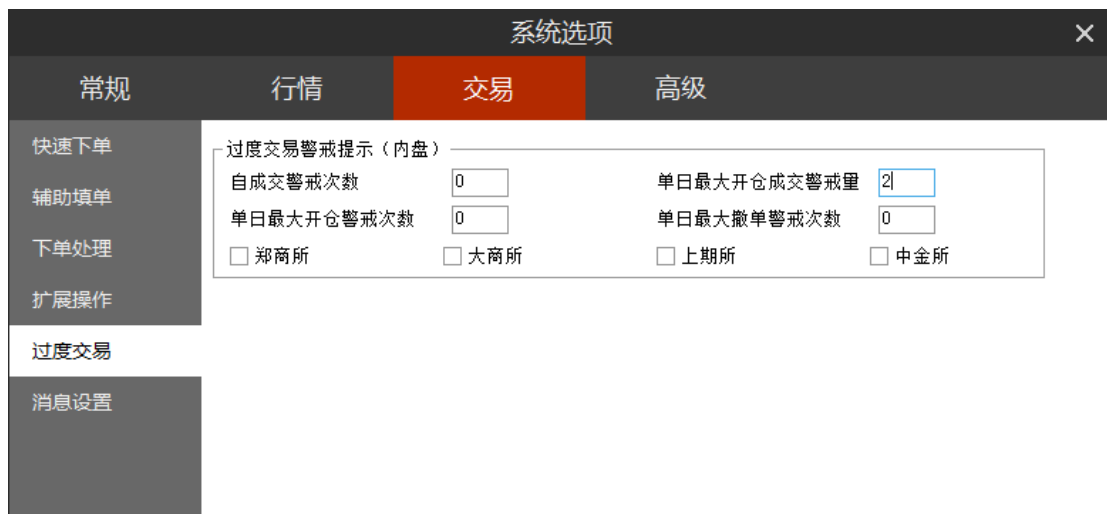 系统选项
常规 行情 交易 高级
快速下单
辅助填单
下单处理
扩展操作
过度交易
消息设置
过度交易警戒提示（内盘）
自成交警戒次数 0 单日最大开仓成交警戒量 2
单日最大开仓警戒次数 0 单日最大撤单警戒次数 0
郑商所 大商所 上期所 中金所